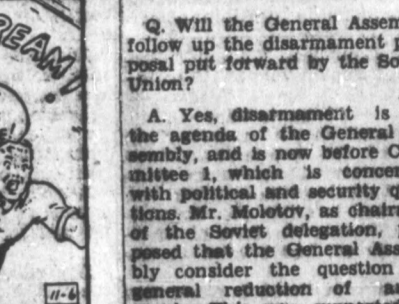 REAM!
11-6
Q. Will the General Assem
follow up the disarmament p
posal put forward by the So
Union?
A. Yes, disarmament is
the agenda of the General
sembly, and is now before C
mittee 1, which is concer
with political and security q
tions. Mr. Molotov, as chair
of the Soviet delegation,
posed that the General Ass
bly consider the question
general reduction of a